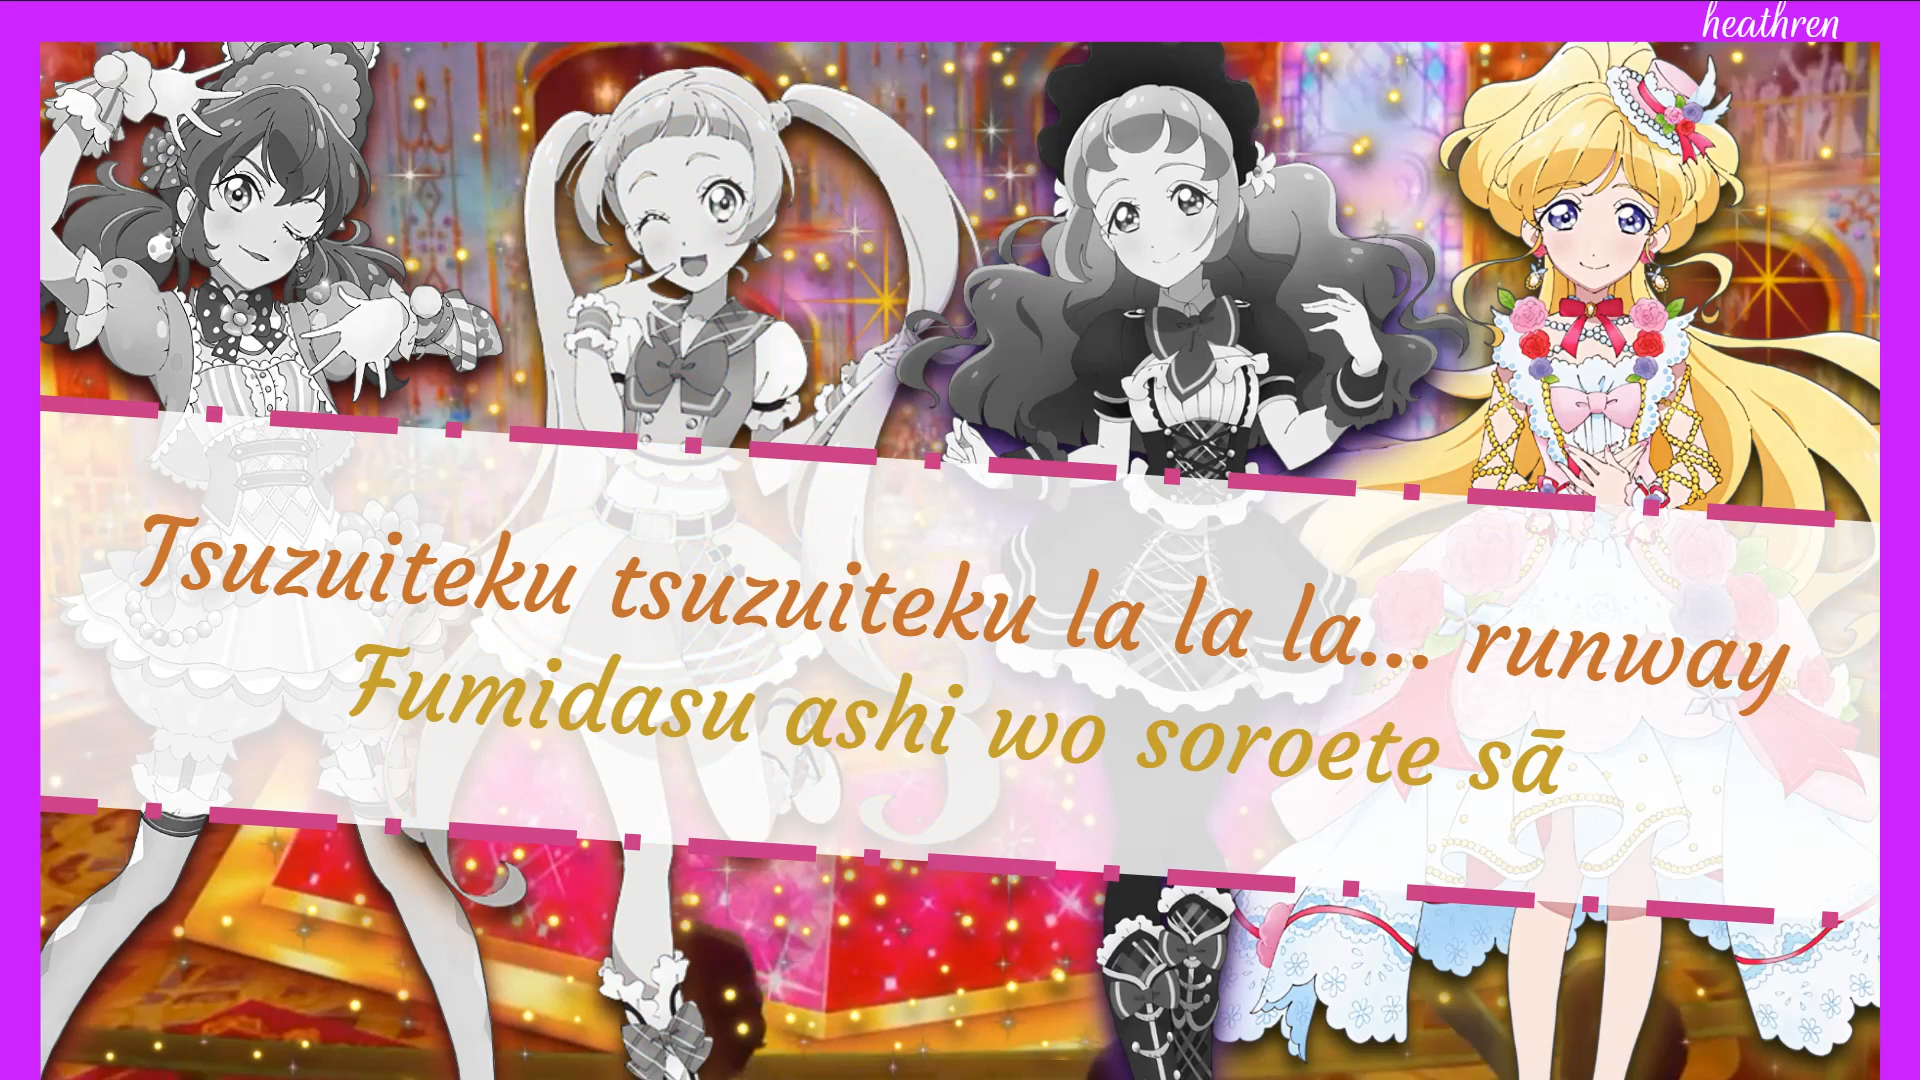 heathren
Tsuzuiteku tsuzuiteku la la la... runway
Fumidasu ashi wo soroete sā